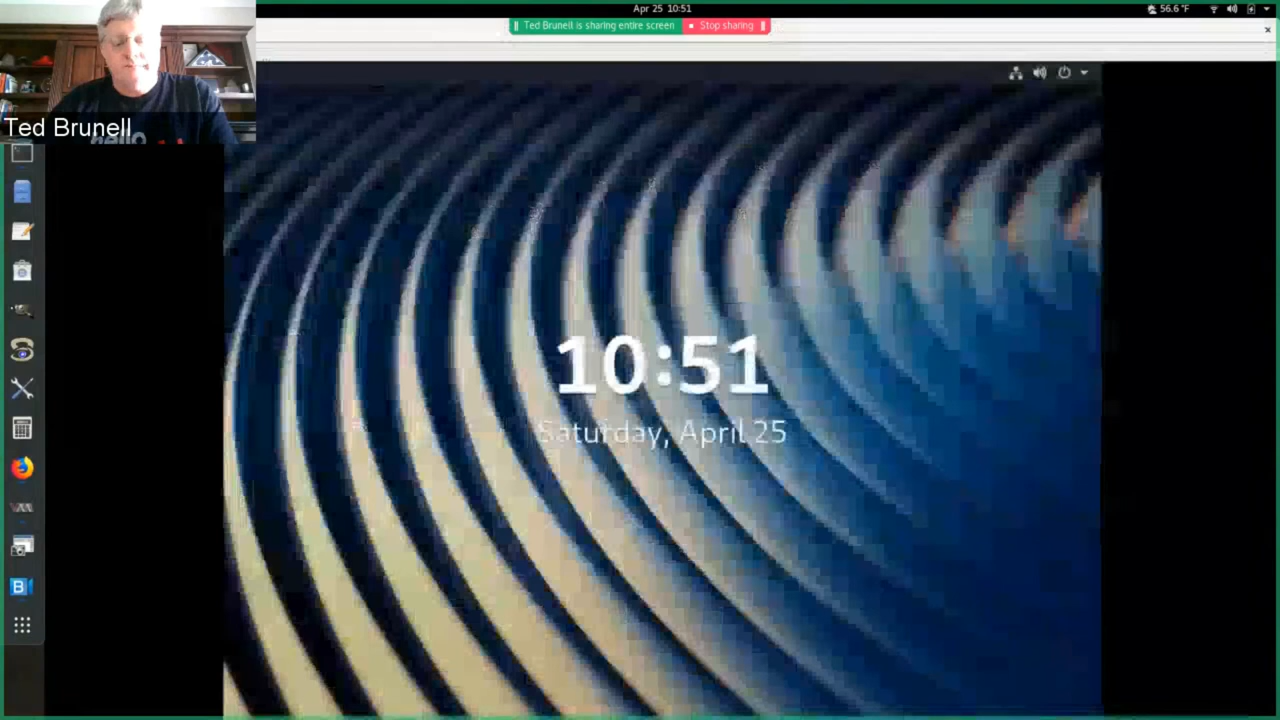 Apr 25 10:51
56.6 °F
Ted Brunell is sharing entire screen
Stop sharing
Ted Brunell
hello
10:51
Saturday, April 25
B